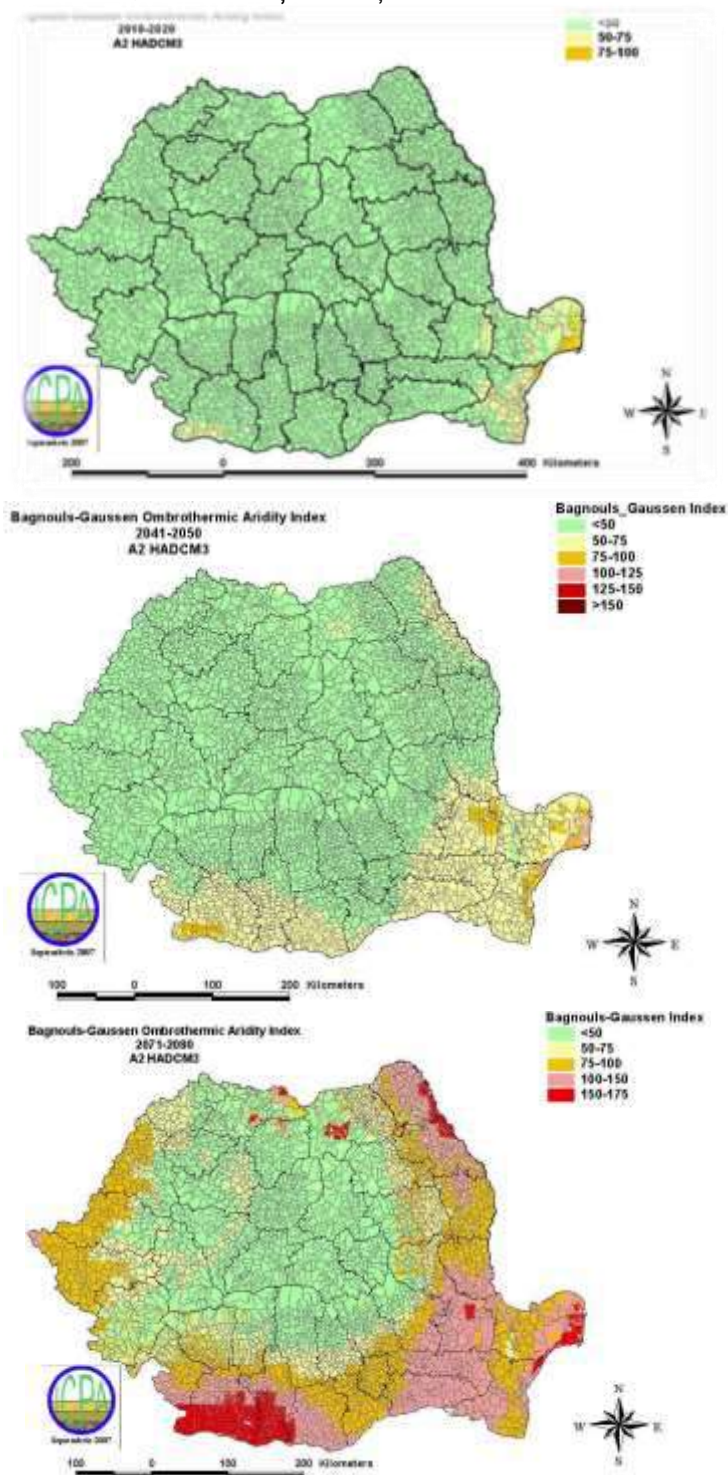 2010-2020
A2 HADCM3
<50
50-75
75-100
N
W E
S
ICPA
200 0 200 400 Kilometers
Bagnouls-Gaussen Ombrothermic Aridity Index
2041-2050
A2 HADCM3
Bagnouls_Gaussen Index
<50
50-75
75-100
100-125
125-150
>150
N
W E
S
ICPA
100 0 100 200 Kilometers
Bagnouls-Gaussen Ombrothermic Aridity Index
2071-2080
A2 HADCM3
Bagnouls-Gaussen Index
<50
50-75
75-100
100-150
150-175
N
W E
S
ICPA
100 0 100 200 Kilometers